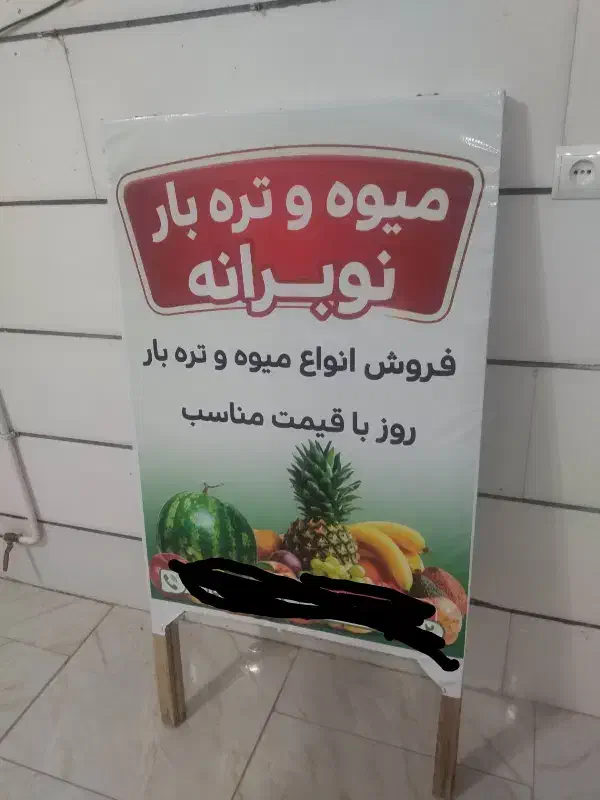 میوه و تره بار
نوبرانه
فروش انواع میوه و تره بار
روز با قیمت مناسب